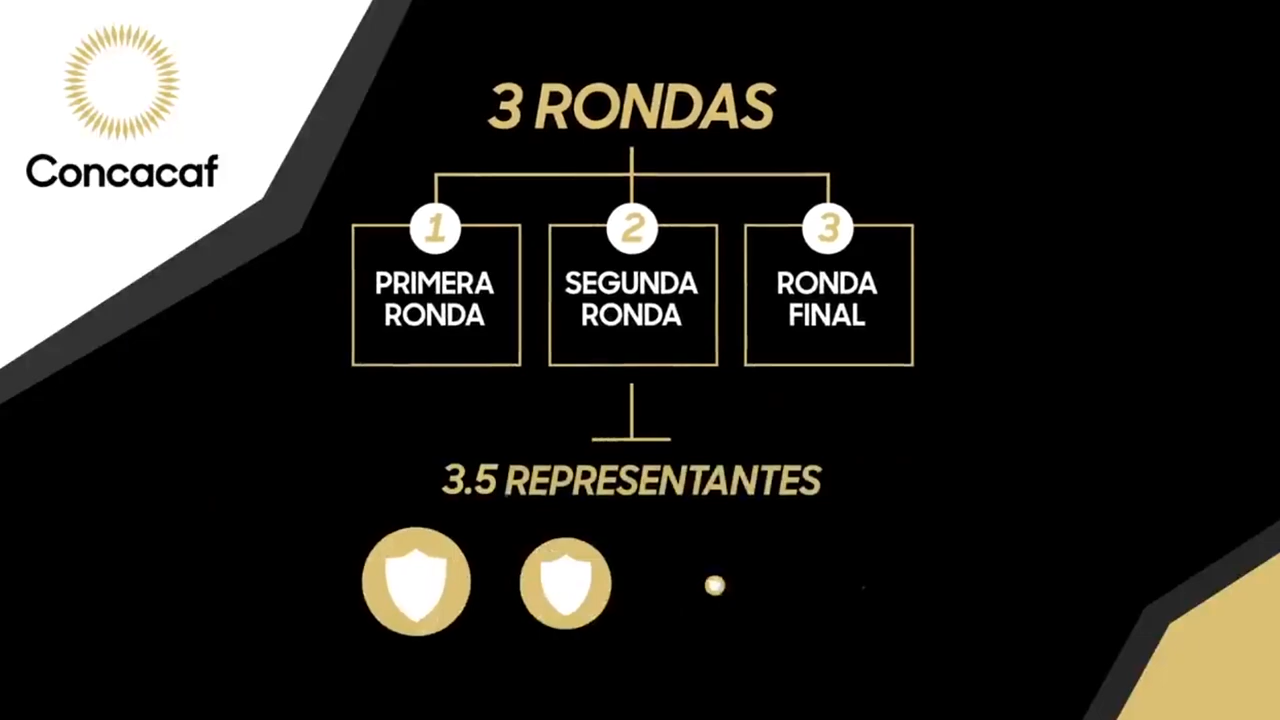 Concacaf
3 RONDAS
1
2
3
PRIMERA
RONDA
SEGUNDA
RONDA
RONDA
FINAL
3.5 REPRESENTANTES